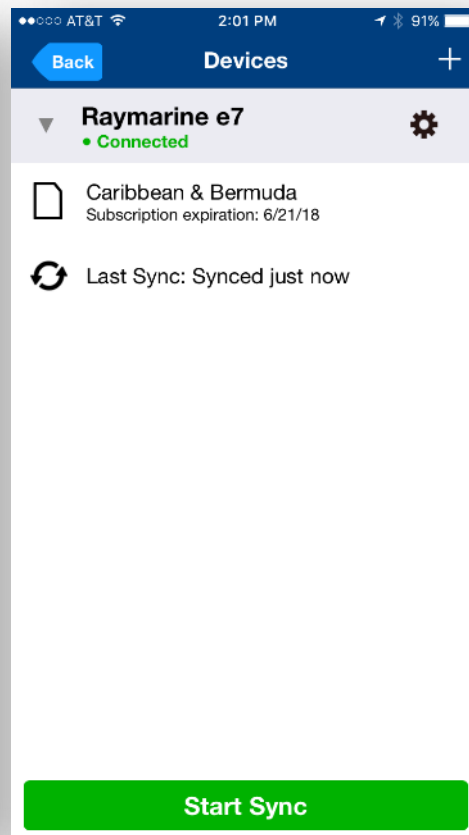 AT&T 2:01 PM 91%
Back Devices +
Raymarine e7
• Connected
Caribbean & Bermuda
Subscription expiration: 6/21/18
Last Sync: Synced just now
Start Sync